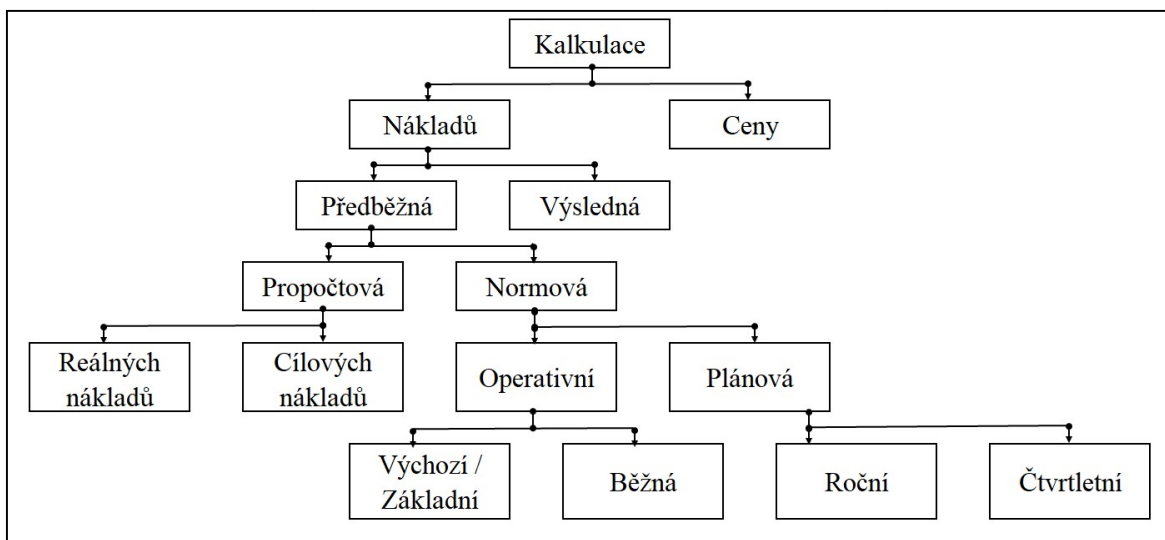 Kalkulace
Nákladů
Ceny
Předběžná
Výsledná
Propočtová
Normová
Reálných
nákladů
Cílových
nákladů
Operativní
Plánová
Výchozí /
Základní
Běžná
Roční
Čtvrtletní